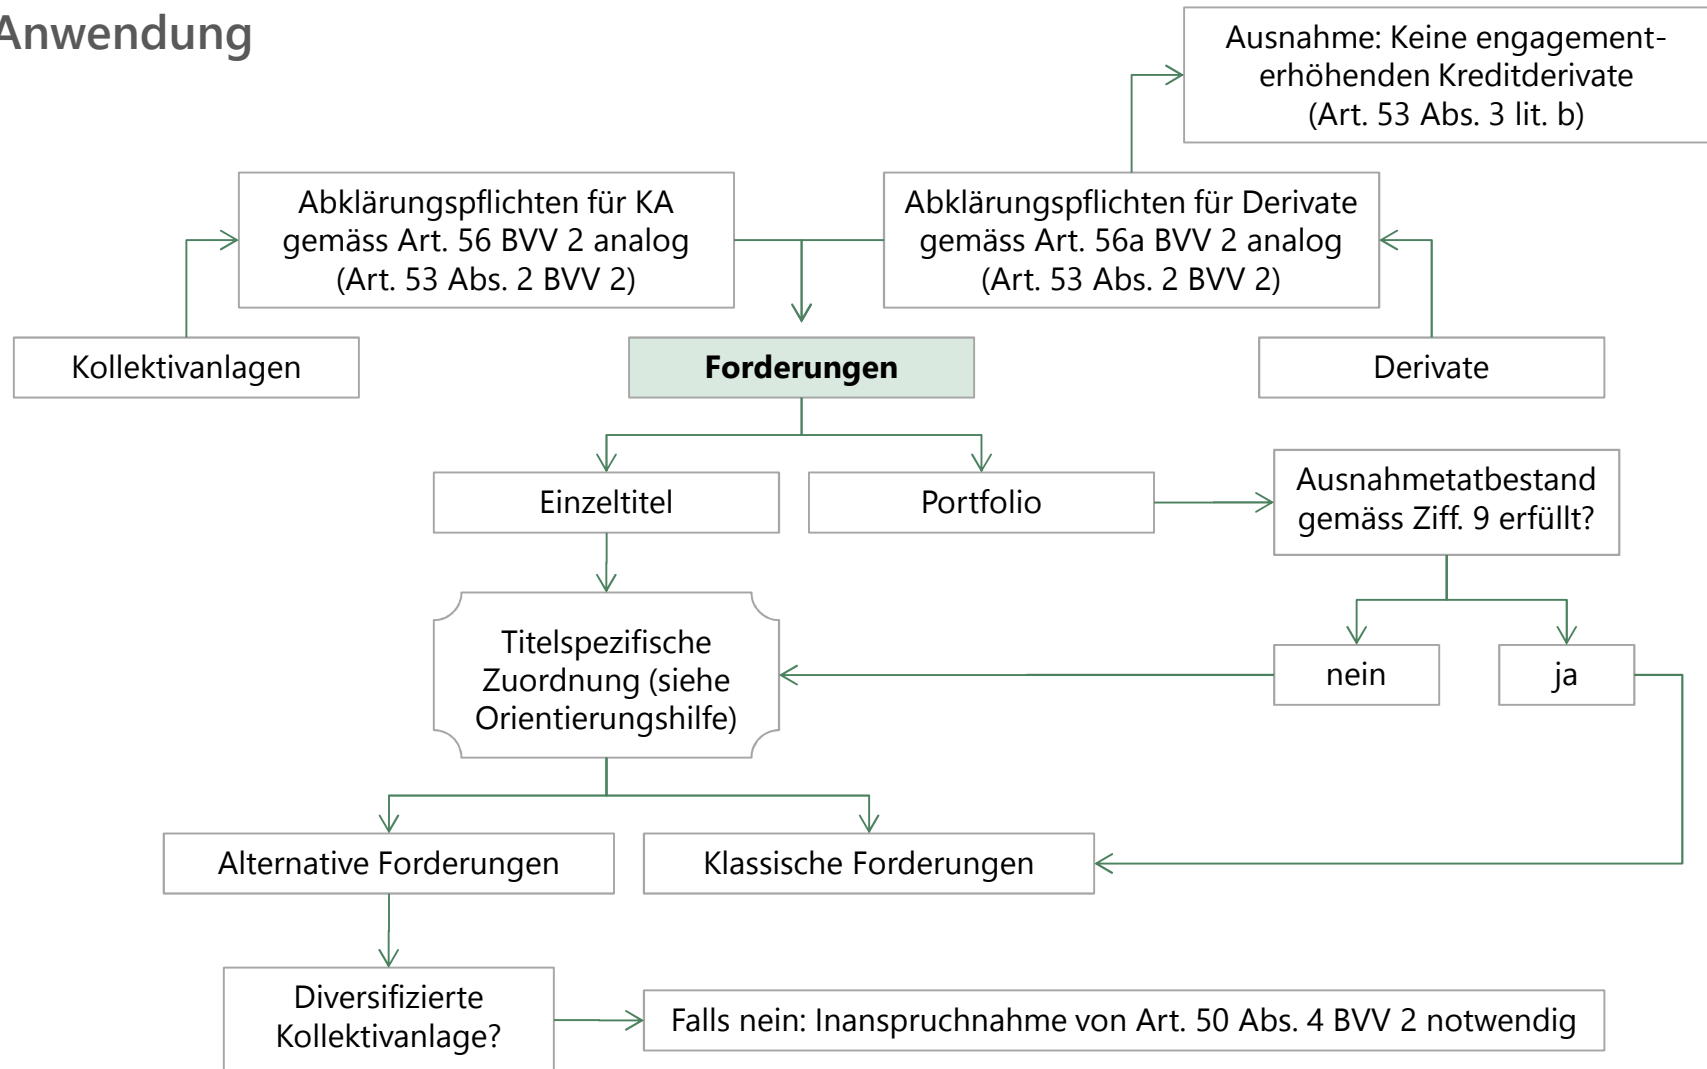 Anwendung
Ausnahme: Keine engagement-
erhöhenden Kreditderivate
(Art. 53 Abs. 3 lit. b)
Abklärungspflichten für KA
gemäss Art. 56 BVV 2 analog
(Art. 53 Abs. 2 BVV 2)
Abklärungspflichten für Derivate
gemäss Art. 56a BVV 2 analog
(Art. 53 Abs. 2 BVV 2)
Kollektivanlagen
Forderungen
Derivate
Einzeltitel
Portfolio
Ausnahmetatbestand
gemäss Ziff. 9 erfüllt?
Titelspezifische
Zuordnung (siehe
Orientierungshilfe)
nein
ja
Alternative Forderungen
Klassische Forderungen
Diversifizierte
Kollektivanlage?
Falls nein: Inanspruchnahme von Art. 50 Abs. 4 BVV 2 notwendig